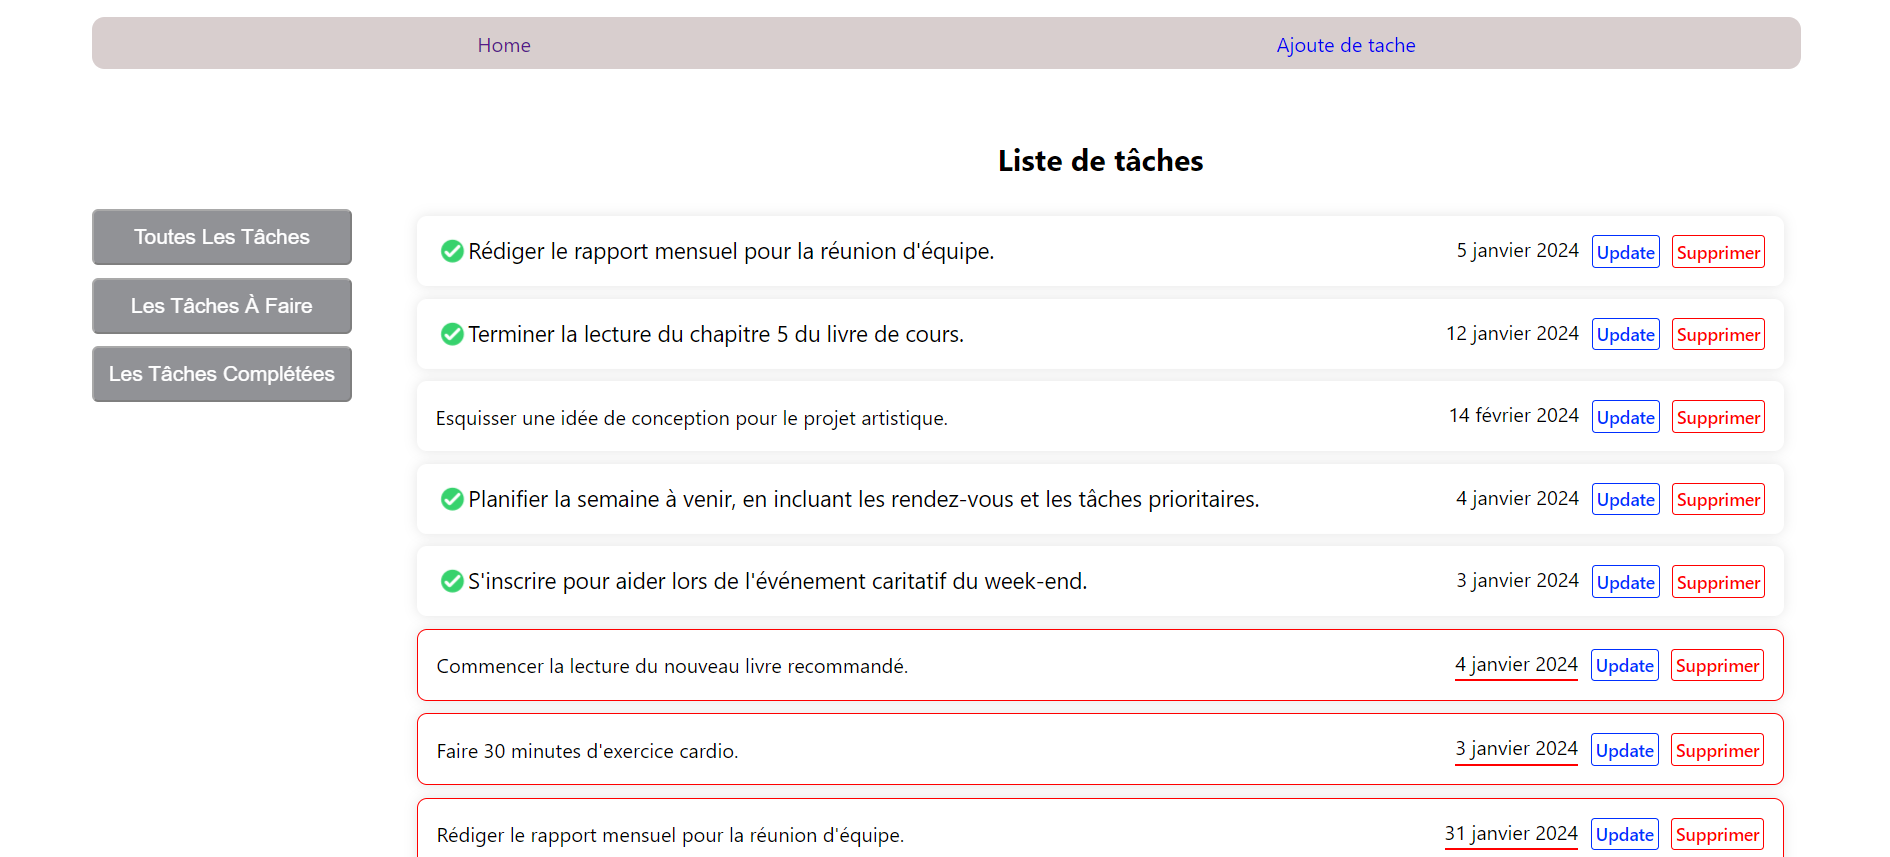 Home Ajoute de tache
Liste de tâches
Toutes Les Tâches
Les Tâches À Faire
Les Tâches Complétées
Rédiger le rapport mensuel pour la réunion d'équipe. 5 janvier 2024 Update Supprimer
Terminer la lecture du chapitre 5 du livre de cours. 12 janvier 2024 Update Supprimer
Esquisser une idée de conception pour le projet artistique. 14 février 2024 Update Supprimer
Planifier la semaine à venir, en incluant les rendez-vous et les tâches prioritaires. 4 janvier 2024 Update Supprimer
S'inscrire pour aider lors de l'événement caritatif du week-end. 3 janvier 2024 Update Supprimer
Commencer la lecture du nouveau livre recommandé. 4 janvier 2024 Update Supprimer
Faire 30 minutes d'exercice cardio. 3 janvier 2024 Update Supprimer
Rédiger le rapport mensuel pour la réunion d'équipe. 31 janvier 2024 Update Supprimer